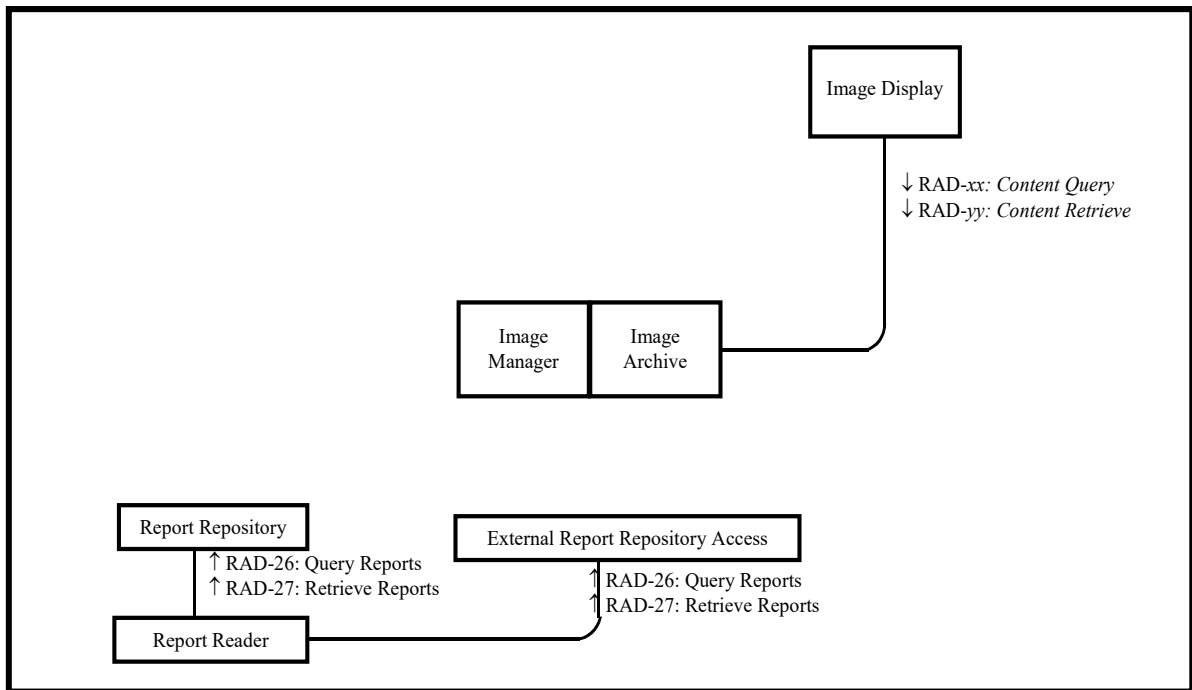 Image Display
↓ RAD-xx: Content Query
↓ RAD-yy: Content Retrieve
Image
Manager
Image
Archive
Report Repository
↑ RAD-26: Query Reports
↑ RAD-27: Retrieve Reports
External Report Repository Access
↑ RAD-26: Query Reports
↑ RAD-27: Retrieve Reports
Report Reader